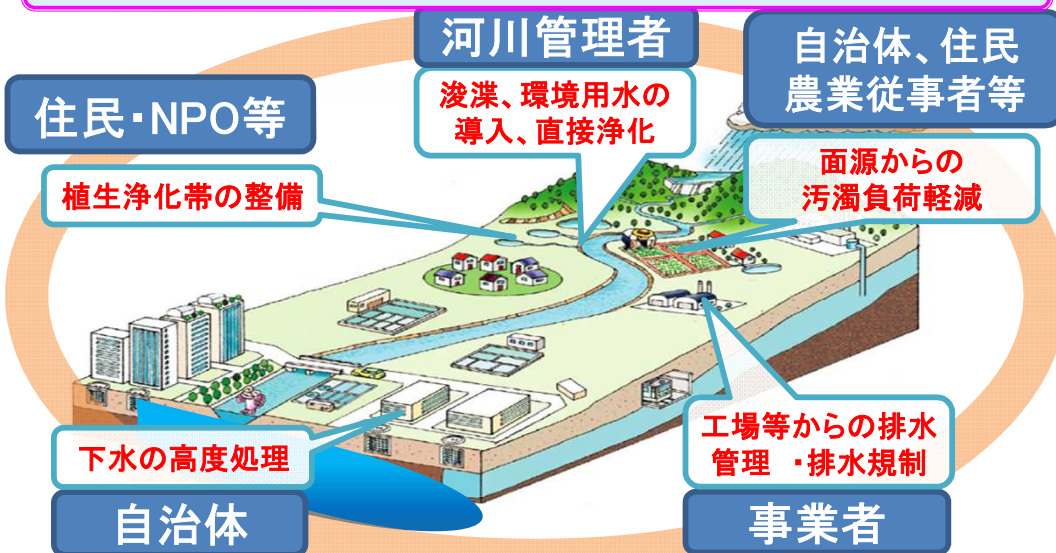 河川管理者
浚渫、環境用水の
導入、直接浄化
自治体、住民
農業従事者等
面源からの
汚濁負荷軽減
住民・NPO等
植生浄化帯の整備
下水の高度処理
自治体
工場等からの排水
管理 ・排水規制
事業者